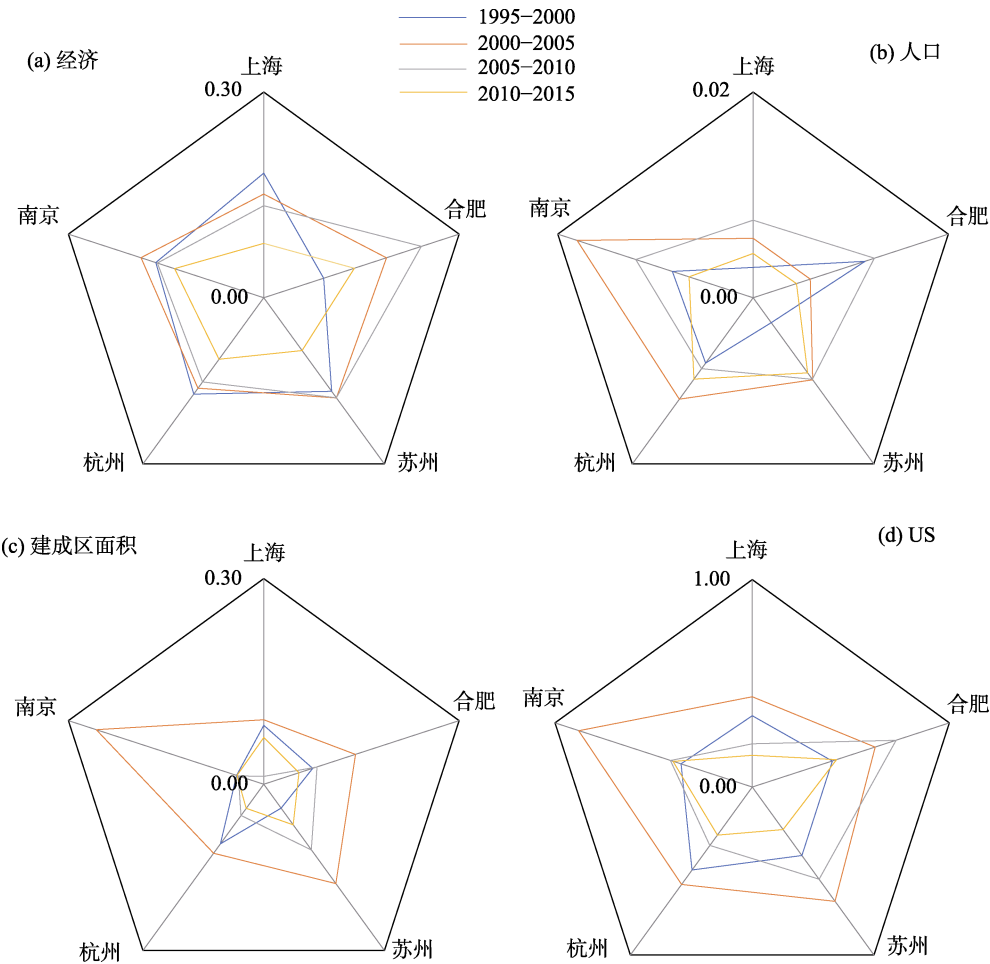 1995−2000
2000−2005
2005−2010
2010−2015
(a) 经济
上海
0.30
南京
合肥
0.00
杭州
苏州
(b) 人口
上海
0.02
南京
合肥
0.00
杭州
苏州
(c) 建成区面积
上海
0.30
南京
合肥
0.00
杭州
苏州
(d) US
上海
1.00
南京
合肥
0.00
杭州
苏州